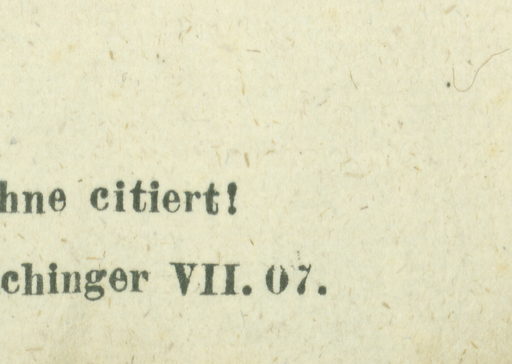 hne citiert!
chinger VII. 07.